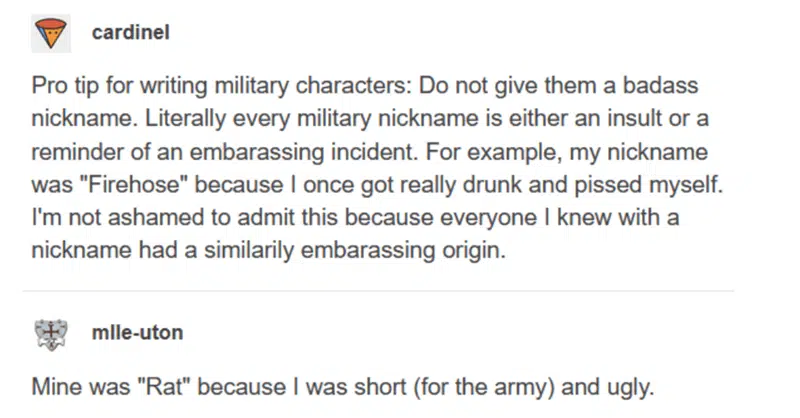 cardinel
Pro tip for writing military characters: Do not give them a badass
nickname. Literally every military nickname is either an insult or a
reminder of an embarassing incident. For example, my nickname
was "Firehose" because I once got really drunk and pissed myself.
I'm not ashamed to admit this because everyone I knew with a
nickname had a similarily embarassing origin.
mlle-uton
Mine was "Rat" because I was short (for the army) and ugly.